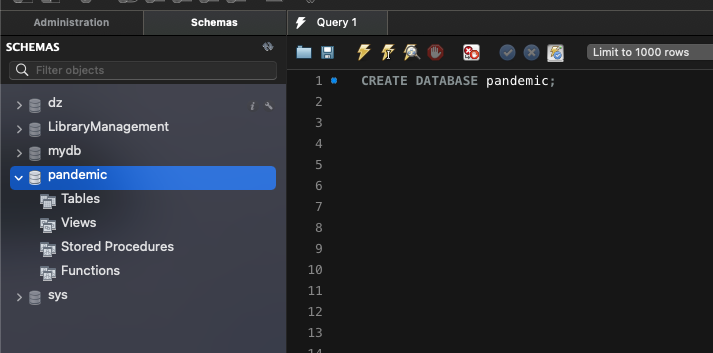 Administration
Schemas
Query 1
SCHEMAS
Filter objects
Limit to 1000 rows
dz
LibraryManagement
mydb
pandemic
Tables
Views
Stored Procedures
Functions
sys
1 CREATE DATABASE pandemic;
2
3
4
5
6
7
8
9
10
11
12
13
14